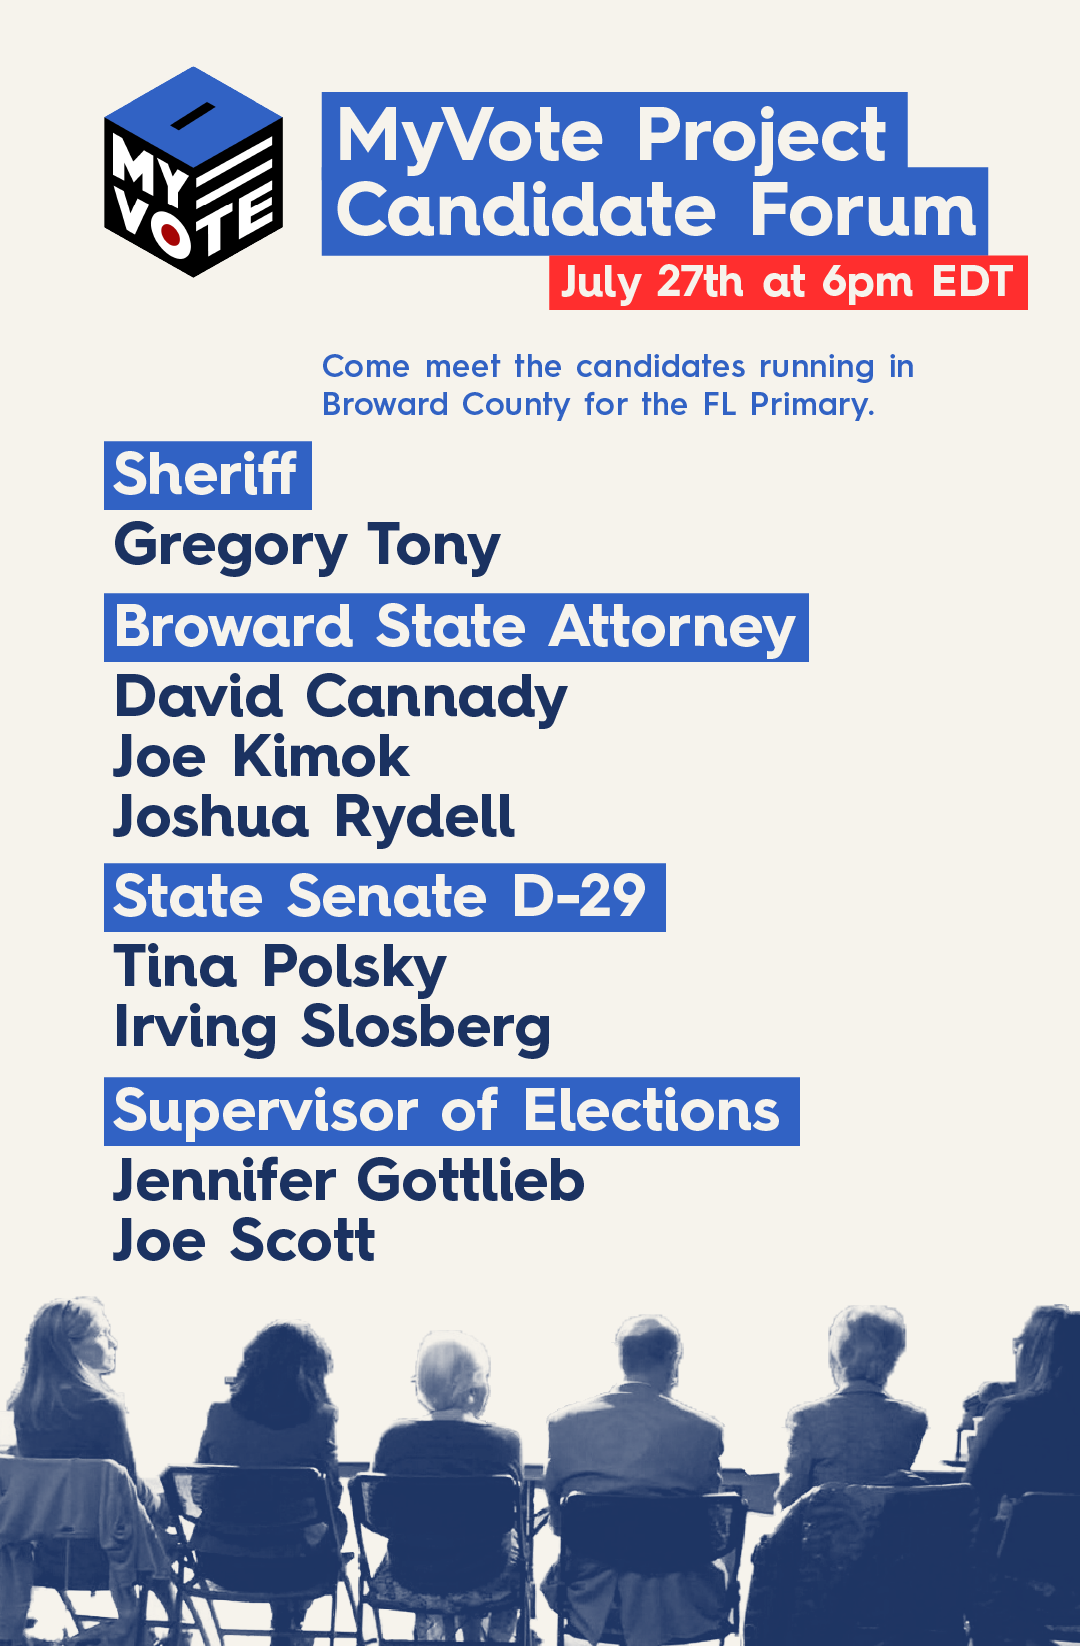 MY
VOTE
MyVote Project
Candidate Forum
July 27th at 6pm EDT
Come meet the candidates running in
Broward County for the FL Primary.
Sheriff
Gregory Tony
Broward State Attorney
David Cannady
Joe Kimok
Joshua Rydell
State Senate D-29
Tina Polsky
Irving Slosberg
Supervisor of Elections
Jennifer Gottlieb
Joe Scott